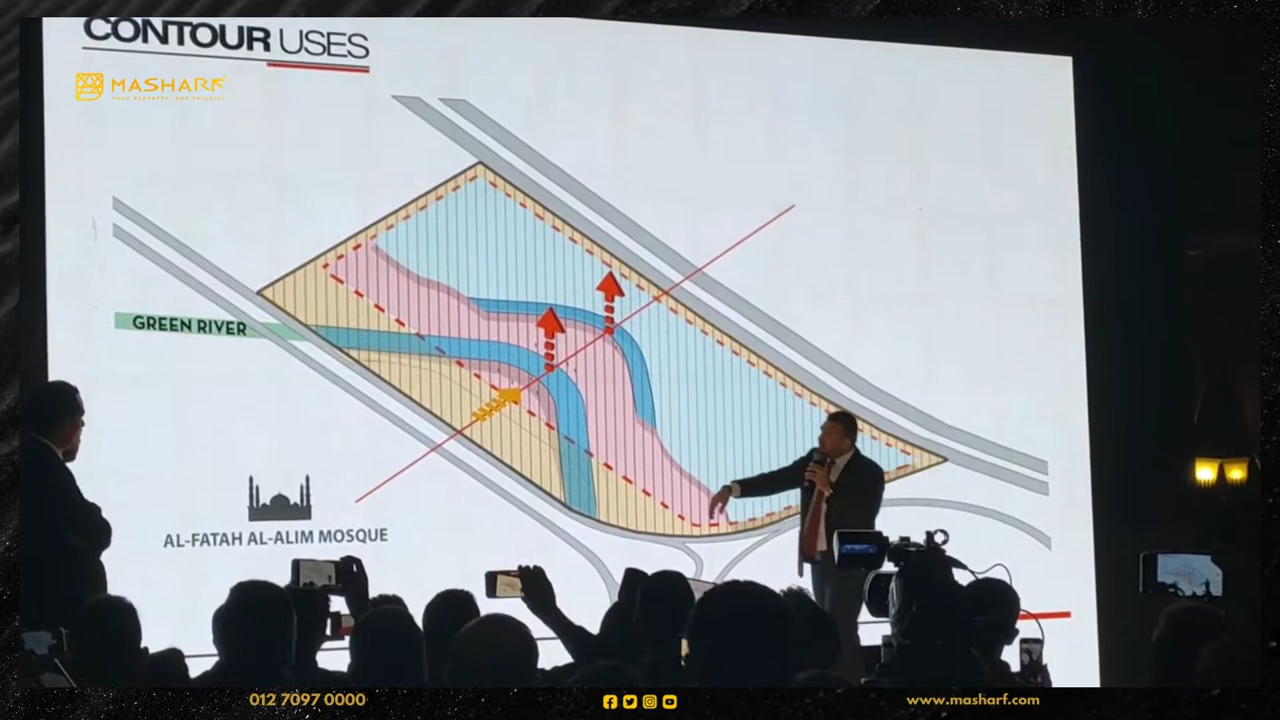 CONTOUR USES
MASHARF
GREEN RIVER
AL-FATAH AL-ALIM MOSQUE
012 7097 0000
www.masharf.com